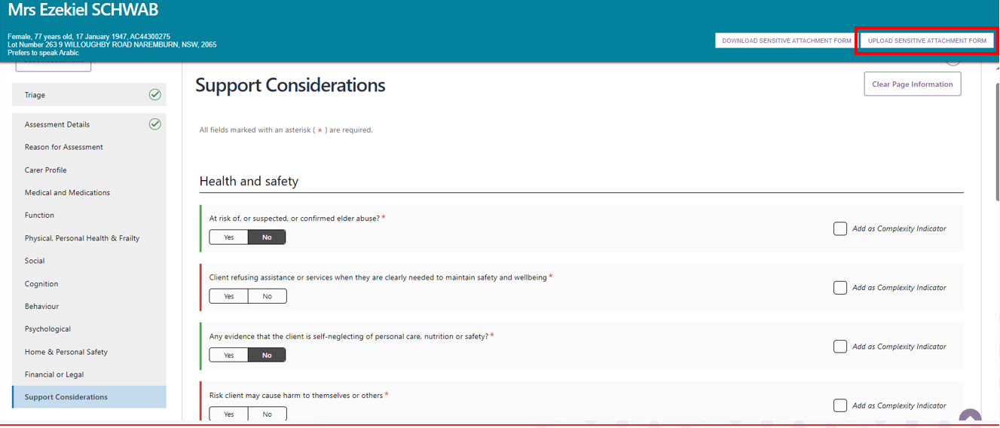 Mrs Ezekiel SCHWAB
Female, 77 years old, 17 January 1947, AC44300275
Lot Number 263 9 WILLOUGHBY ROAD NAREMBURN, NSW, 2065
Prefers to speak Arabic
DOWNLOAD SENSITIVE ATTACHMENT FORM
UPLOAD SENSITIVE ATTACHMENT FORM
Triage
Assessment Details
Reason for Assessment
Carer Profile
Medical and Medications
Function
Physical, Personal Health & Frailty
Social
Cognition
Behaviour
Psychological
Home & Personal Safety
Financial or Legal
Support Considerations
Support Considerations
Clear Page Information
All fields marked with an asterisk ( * ) are required.
Health and safety
At risk of, or suspected, or confirmed elder abuse? *
Yes No
Add as Complexity Indicator
Client refusing assistance or services when they are clearly needed to maintain safety and wellbeing *
Yes No
Add as Complexity Indicator
Any evidence that the client is self-neglecting of personal care, nutrition or safety? *
Yes No
Add as Complexity Indicator
Risk client may cause harm to themselves or others *
Yes No
Add as Complexity Indicator